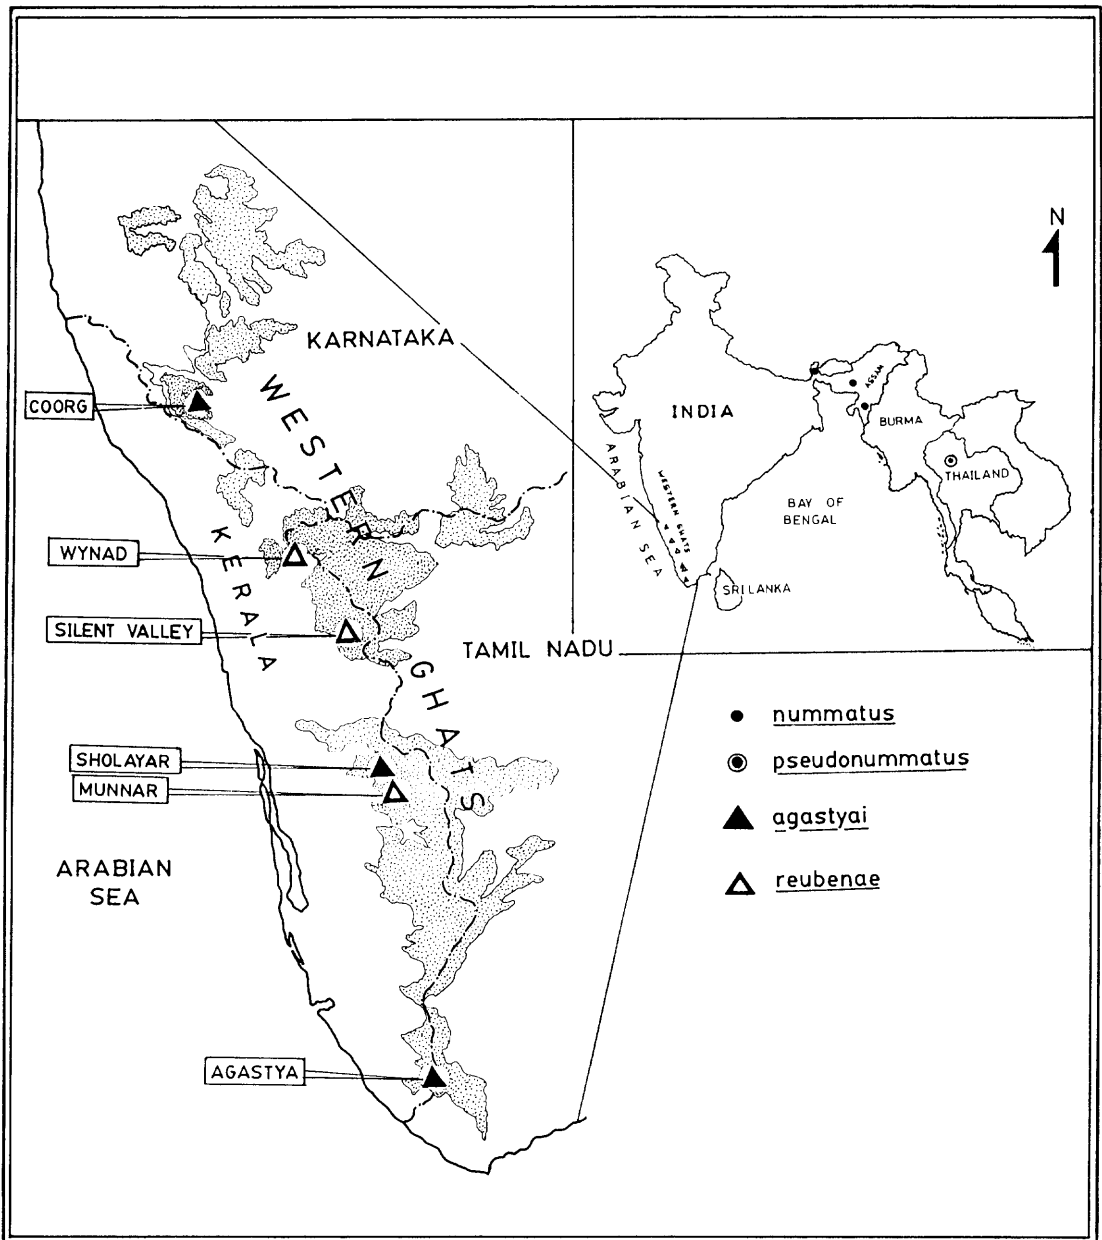 N
KARNATAKA
COORG
WESTERN GHATS
KERALA
WYNAD
SILENT VALLEY
TAMIL NADU
SHOLAYAR
MUNNAR
ARABIAN
SEA
AGASTYA
INDIA
ASSAM
BURMA
THAILAND
ARABIAN SEA
WESTERN GHATS
BAY OF
BENGAL
SRI LANKA
nummatus
pseudonummatus
agastyai
reubenae